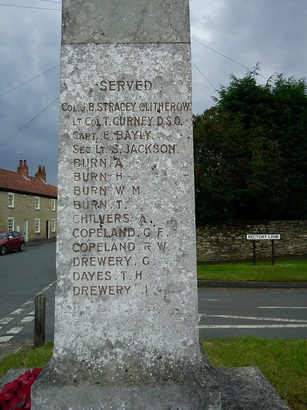 SERVED
COL. J.B. STRACEY CLITHEROW
LT COL. T. GURNEY. D.S.O.
CAPT. E. BAYLY.
SEC. LT. S. JACKSON.
BURN. A.
BURN. H
BURN. W. M.
BURN. T.
CHILVERS. A.
COPELAND. G. F.
COPELAND. R. W
DREWERY. G
DAYES. T. H
DREWERY.
RECTORY LANE